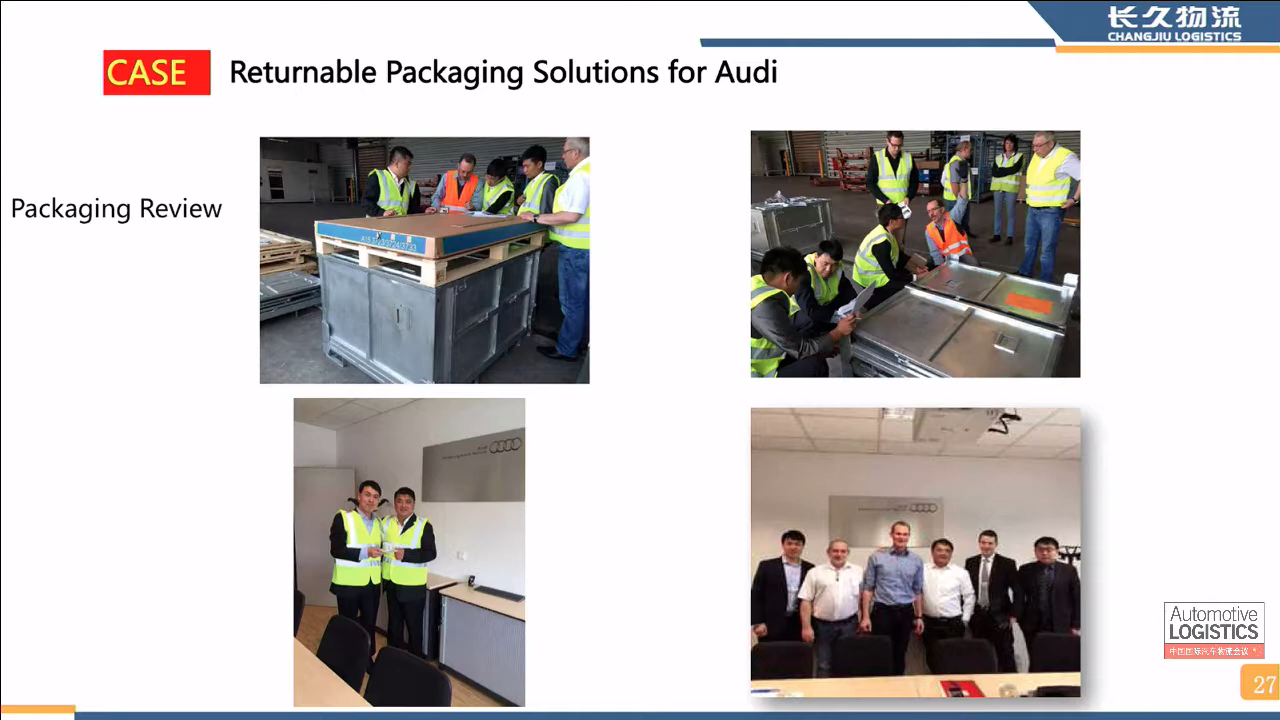 长久物流
CHANGJIU LOGISTICS
CASE
Returnable Packaging Solutions for Audi
Packaging Review
Automotive
LOGISTICS
中国国际汽车物流会议
27